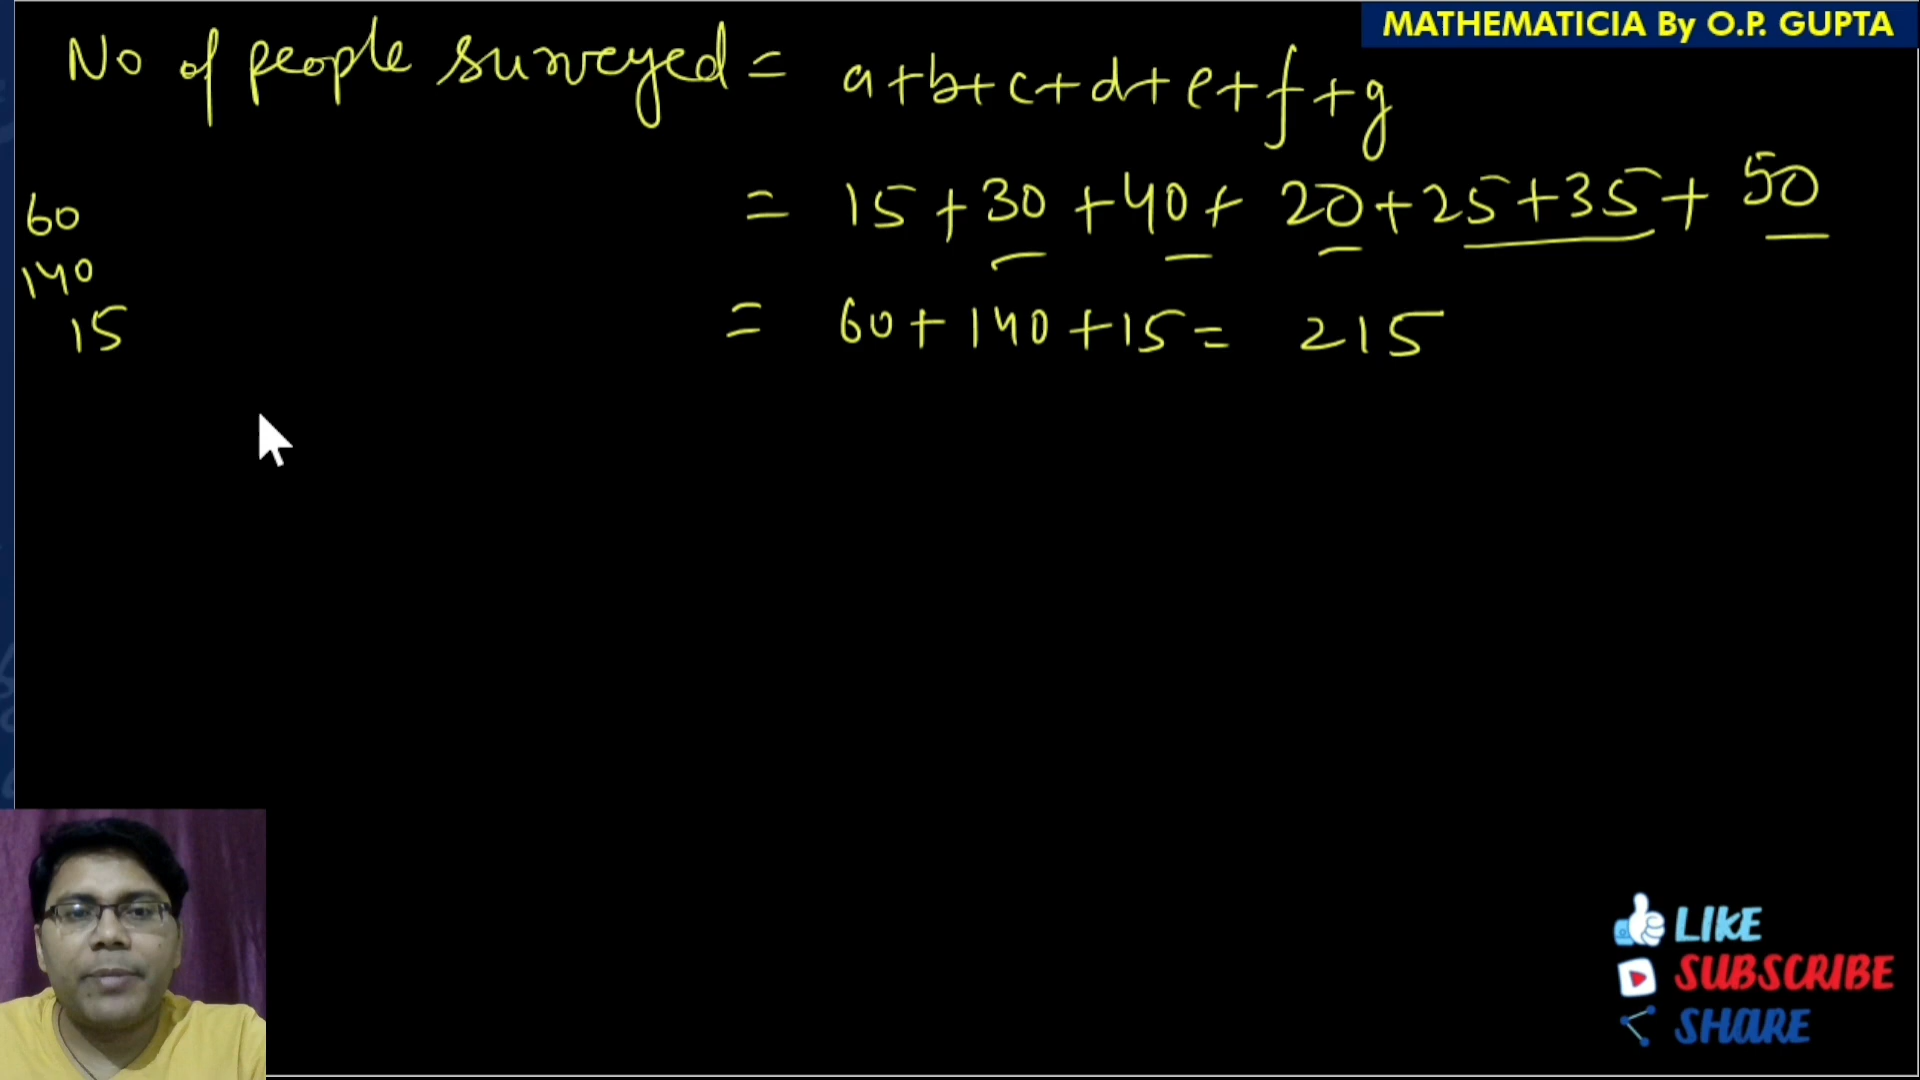 MATHEMATICIA By O.P. GUPTA
No of people surveyed = a+b+c+d+e+f+g
= 15+30+40+20+25+35+50
60
140
15
= 60+140+15= 215
LIKE
SUBSCRIBE
SHARE